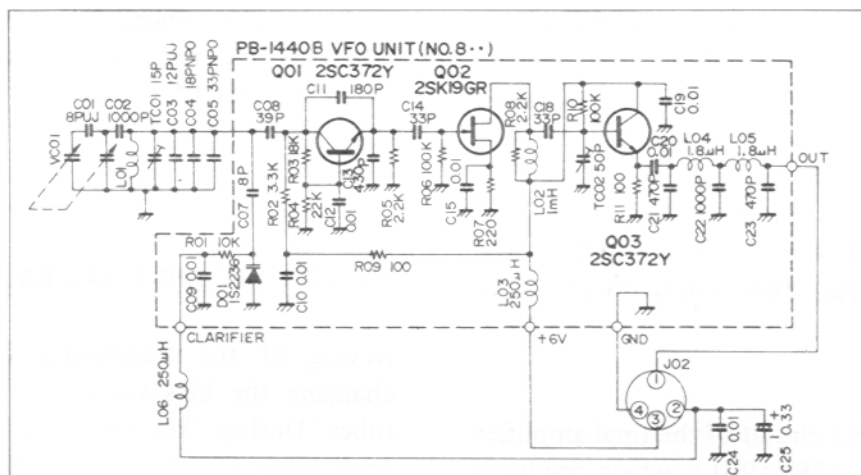 PB-1440B VFO UNIT (NO.8··)
Q01 2SC372Y
Q02
2SK19GR
C11 180P
C01
8PUJ
C02
1000P
TC01 15P
C03 12PUJ
C04 18PNPO
C05 33PNPO
C08
39P
C14
33P
R08
2.2K
C18
33P
R10
100K
C19
0.01
VC01
L01
C07
8P
R02 3.3K
R03 18K
R04
22K
C12
.001
C13
430P
R05
2.2K
R06 100K
C15
0.01
R07
220
L02
1mH
TC02 50P
R11 100
C20
0.01
C21 470P
L04
1.8μH
C22 1000P
L05
1.8μH
C23
470P
OUT
Q03
2SC372Y
R01 10K
C09 0.01
D01
1S2236
C10 0.01
R09 100
L03
250μH
CLARIFIER
+6V
GND
L06 250μH
J02
1
4
2
3
C24
0.01
+
-
C25 0.33